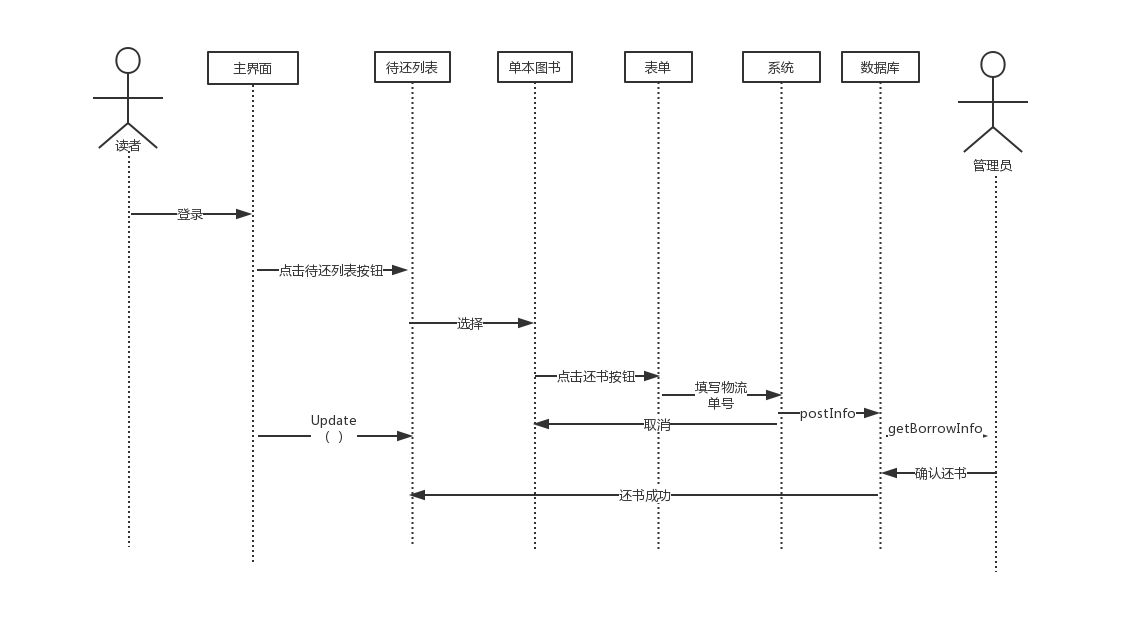 主界面
待还列表
单本图书
表单
系统
数据库
读者
管理员
登录
点击待还列表按钮
选择
点击还书按钮
填写物流
单号
postInfo
取消
Update
（ ）
getBorrowInfo
确认还书
还书成功